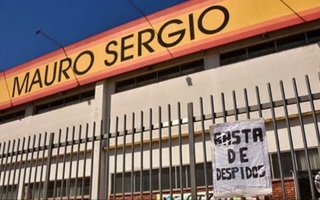 MAURO SERGIO
BASTA
DE
DESPIDOS